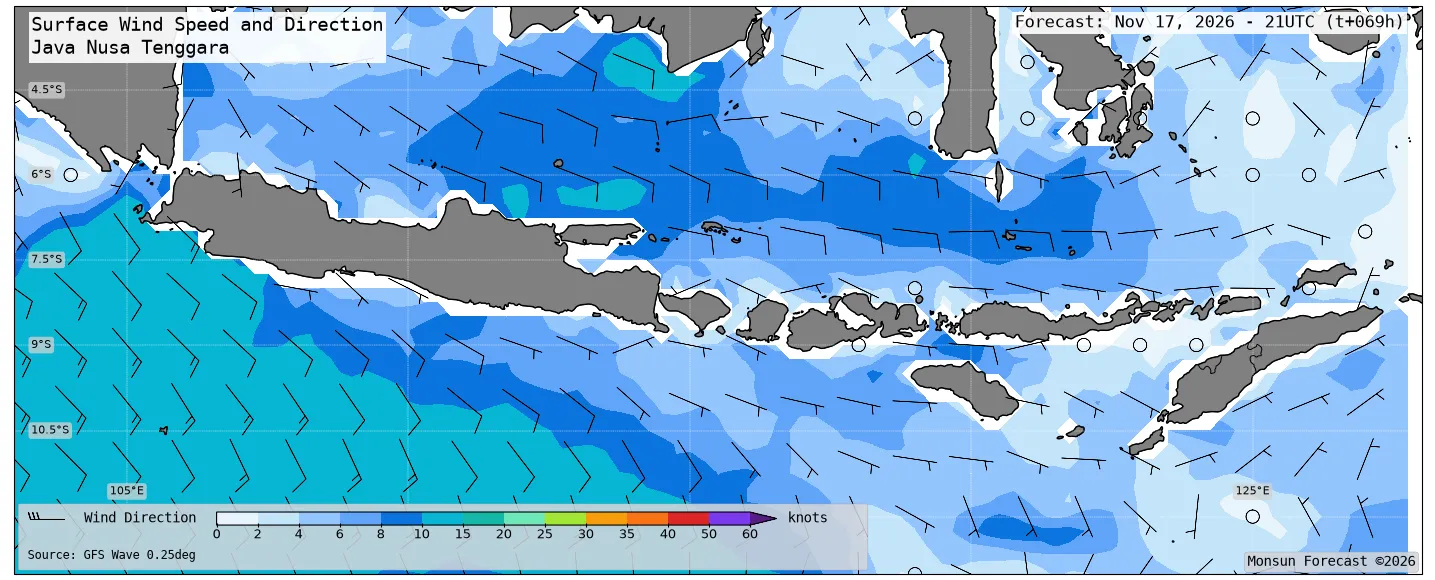 Surface Wind Speed and Direction
Java Nusa Tenggara
Forecast: Nov 17, 2026 - 21UTC (t+069h)
4.5°S
6°S
7.5°S
9°S
10.5°S
105°E
125°E
Wind Direction
knots
0 2 4 6 8 10 15 20 25 30 35 40 50 60
Source: GFS Wave 0.25deg
Monsun Forecast ©2026